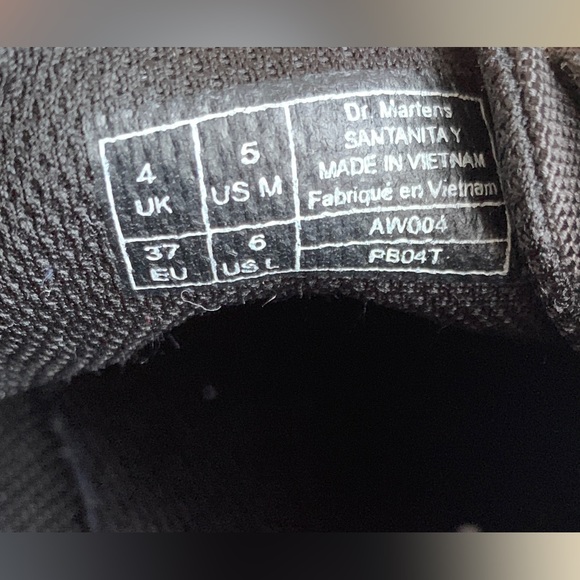 4
UK
5
US M
Dr. Martens
SANTANITA Y
MADE IN VIETNAM
Fabriqué en Vietnam
37
EU
6
US L
AW004
PB04T